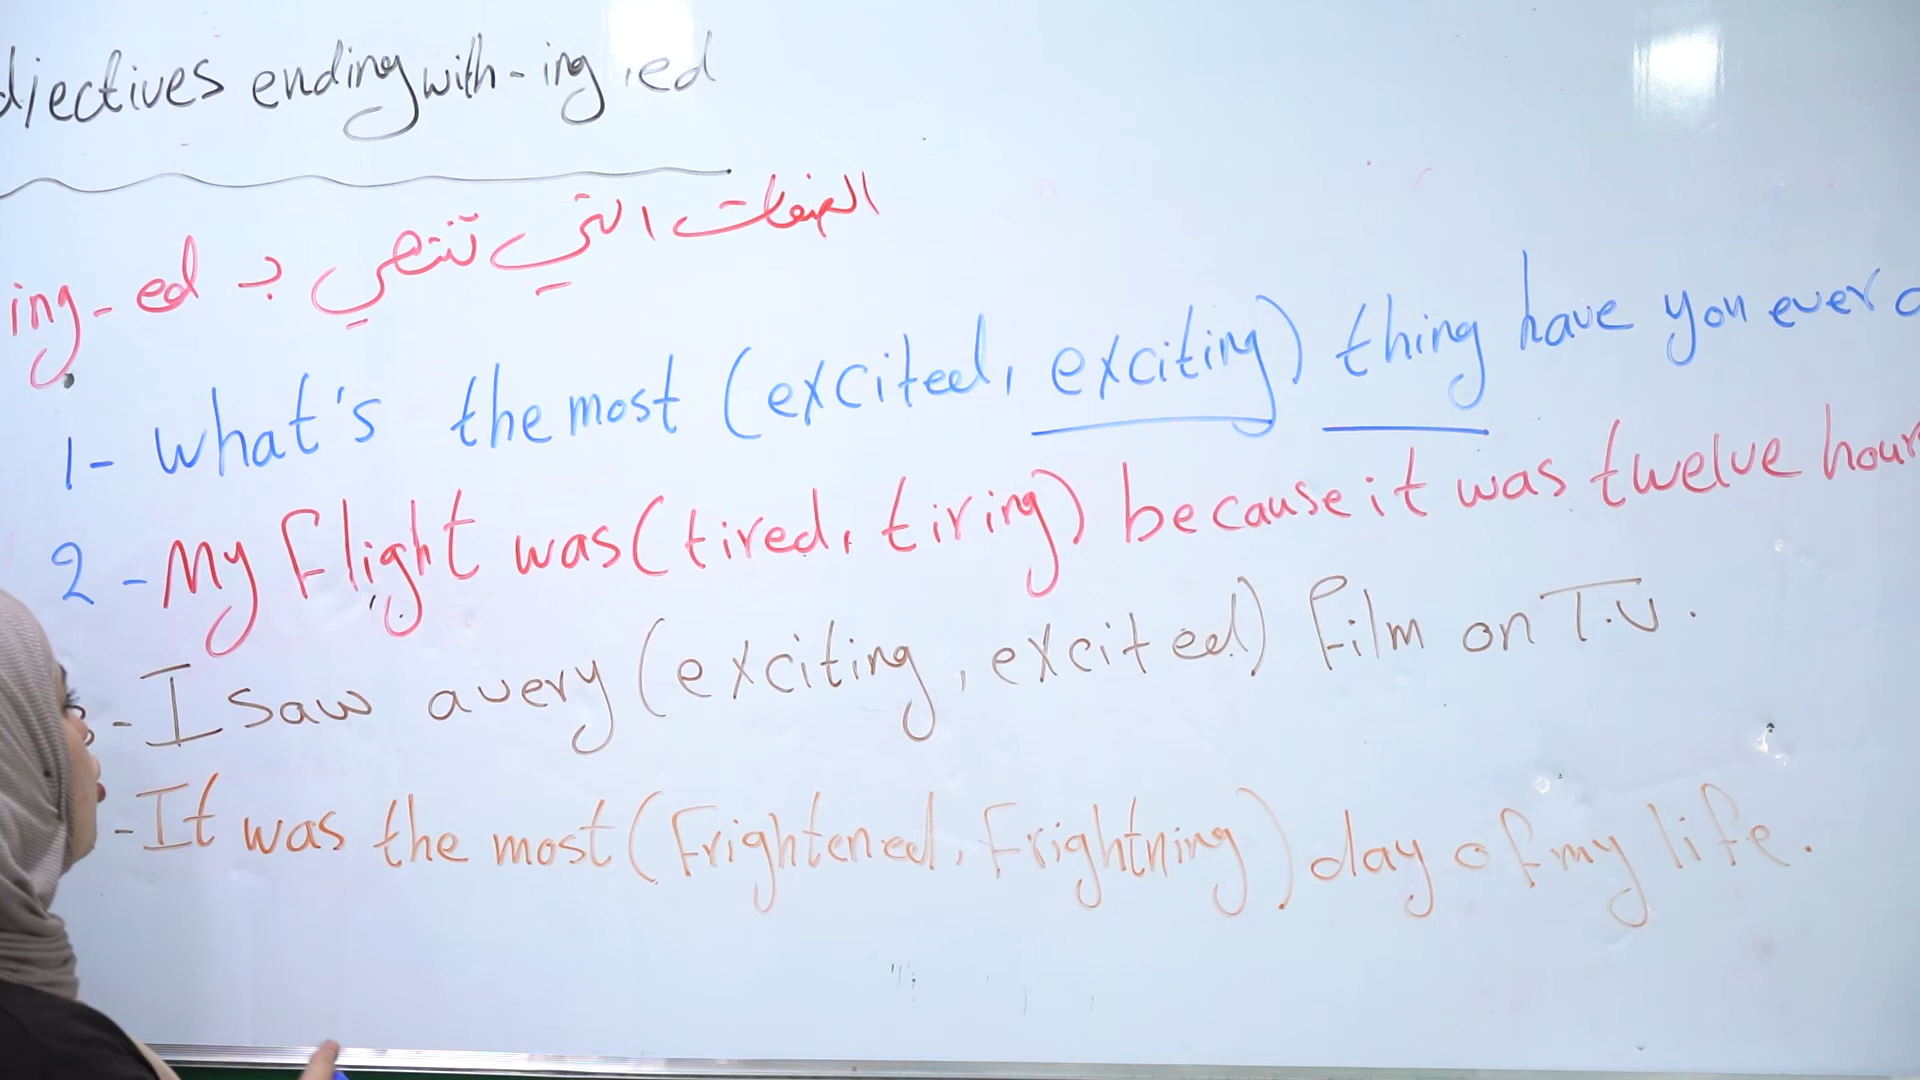 djectives ending with - ing , ed
الصفات التي تنتهي بـ ing - ed
1- What's the most (excited, exciting) thing have you ever
2 - My Flight was (tired, tiring) because it was twelve hour
- I saw a very (exciting, excited) Film on T.V.
- It was the most (Frightened, Frightning) day of my life.